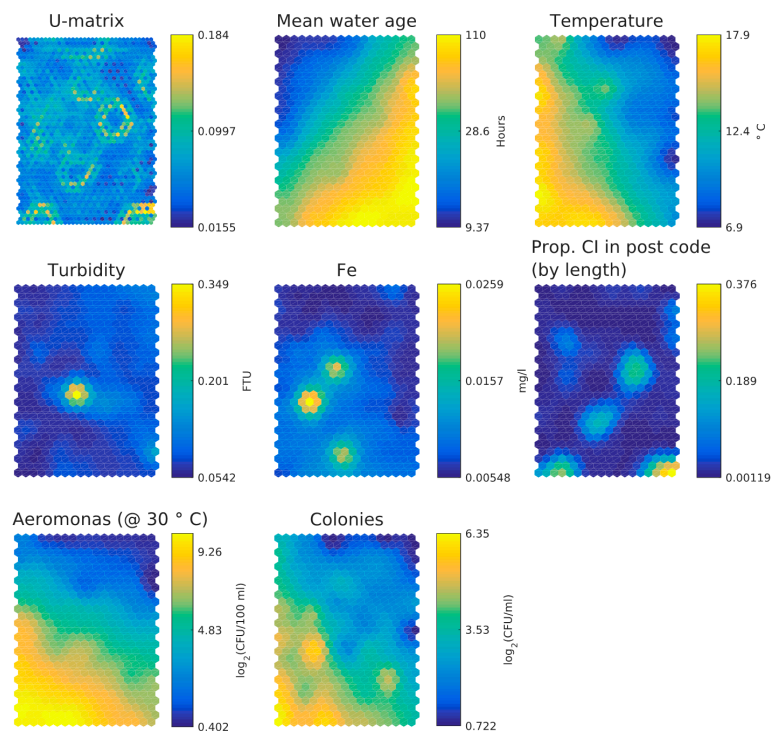 U-matrix
0.184
0.0997
0.0155
Mean water age
110
28.6
9.37
Hours
Temperature
17.9
12.4
6.9
° C
Turbidity
0.349
0.201
0.0542
FTU
Fe
0.0259
0.0157
0.00548
mg/l
Prop. CI in post code
(by length)
0.376
0.189
0.00119
Aeromonas (@ 30 ° C)
9.26
4.83
0.402
log2(CFU/100 ml)
Colonies
6.35
3.53
0.722
log2(CFU/ml)